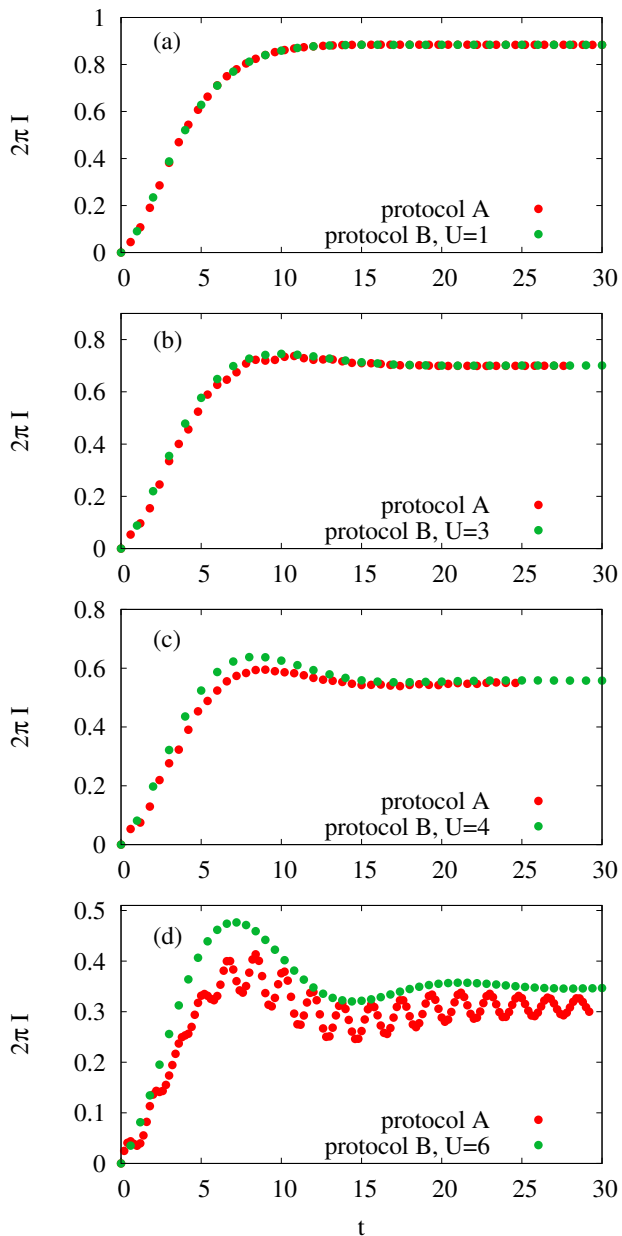 1
(a)
0.8
0.6
2π I
0.4
protocol A
0.2
protocol B, U=1
0
0 5 10 15 20 25 30
(b)
0.8
0.6
2π I
0.4
protocol A
0.2
protocol B, U=3
0
0 5 10 15 20 25 30
0.8
(c)
0.6
2π I
0.4
0.2
protocol A
protocol B, U=4
0
0 5 10 15 20 25 30
0.5
(d)
0.4
2π I
0.3
0.2
0.1
protocol A
protocol B, U=6
0
0 5 10 15 20 25 30
t